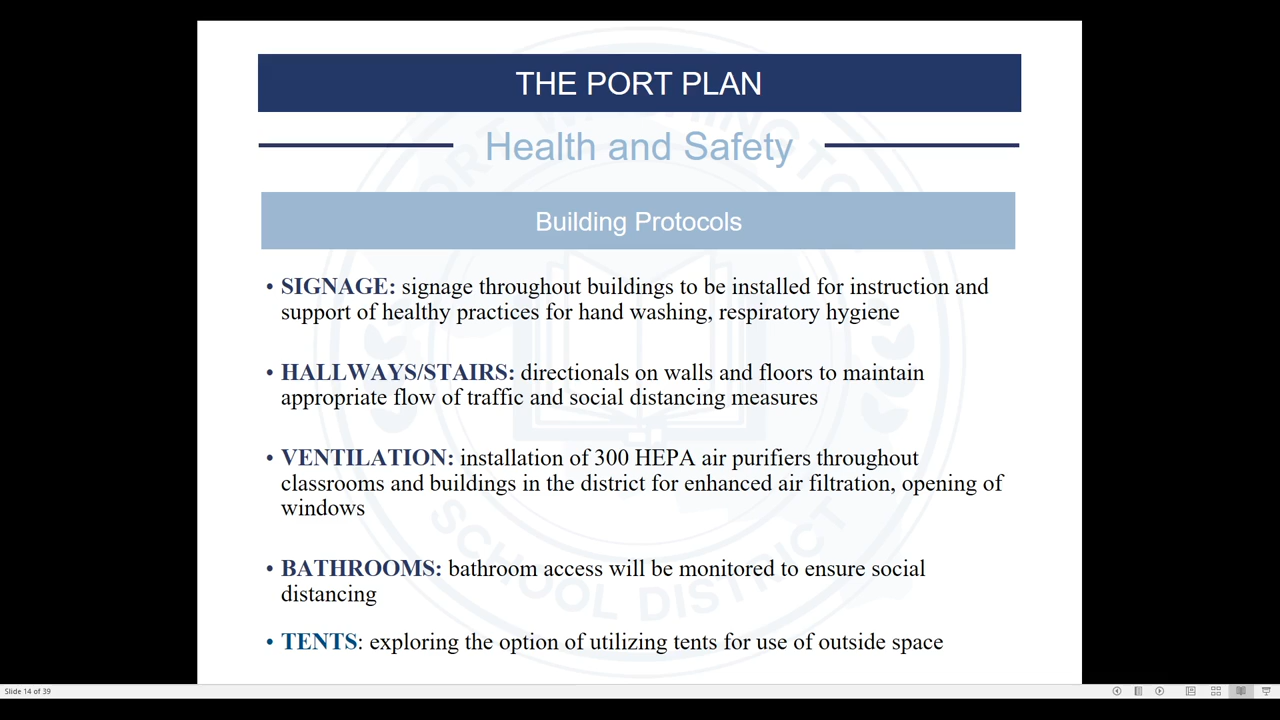 THE PORT PLAN
Health and Safety
Building Protocols
• SIGNAGE: signage throughout buildings to be installed for instruction and
support of healthy practices for hand washing, respiratory hygiene
• HALLWAYS/STAIRS: directionals on walls and floors to maintain
appropriate flow of traffic and social distancing measures
• VENTILATION: installation of 300 HEPA air purifiers throughout
classrooms and buildings in the district for enhanced air filtration, opening of
windows
• BATHROOMS: bathroom access will be monitored to ensure social
distancing
• TENTS: exploring the option of utilizing tents for use of outside space
SCHOOL DISTRICT
Slide 14 of 39